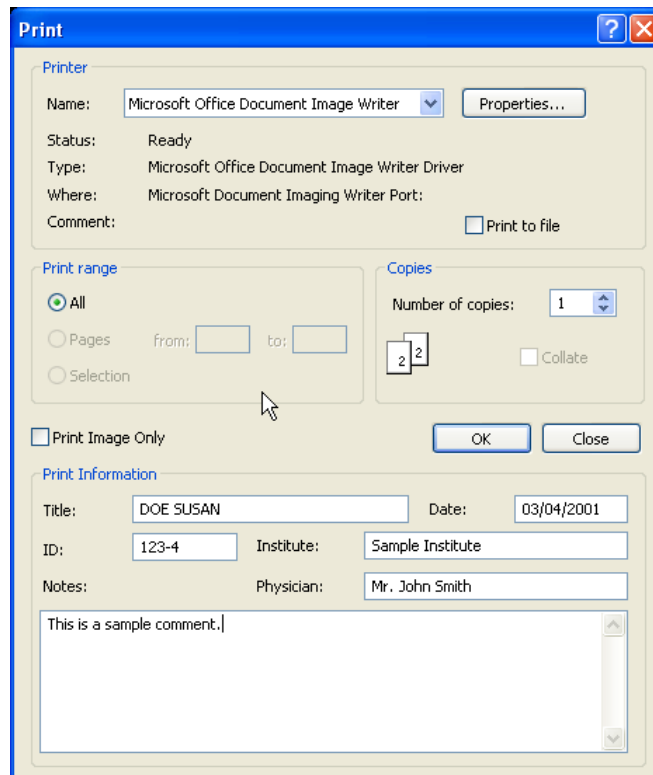 Print
Printer
Name: Microsoft Office Document Image Writer Properties...
Status: Ready
Type: Microsoft Office Document Image Writer Driver
Where: Microsoft Document Imaging Writer Port:
Comment: Print to file
Print range Copies
All Number of copies: 1
Pages from: to: 2 2 Collate
Selection
Print Image Only OK Close
Print Information
Title: DOE SUSAN Date: 03/04/2001
ID: 123-4 Institute: Sample Institute
Notes: Physician: Mr. John Smith
This is a sample comment.